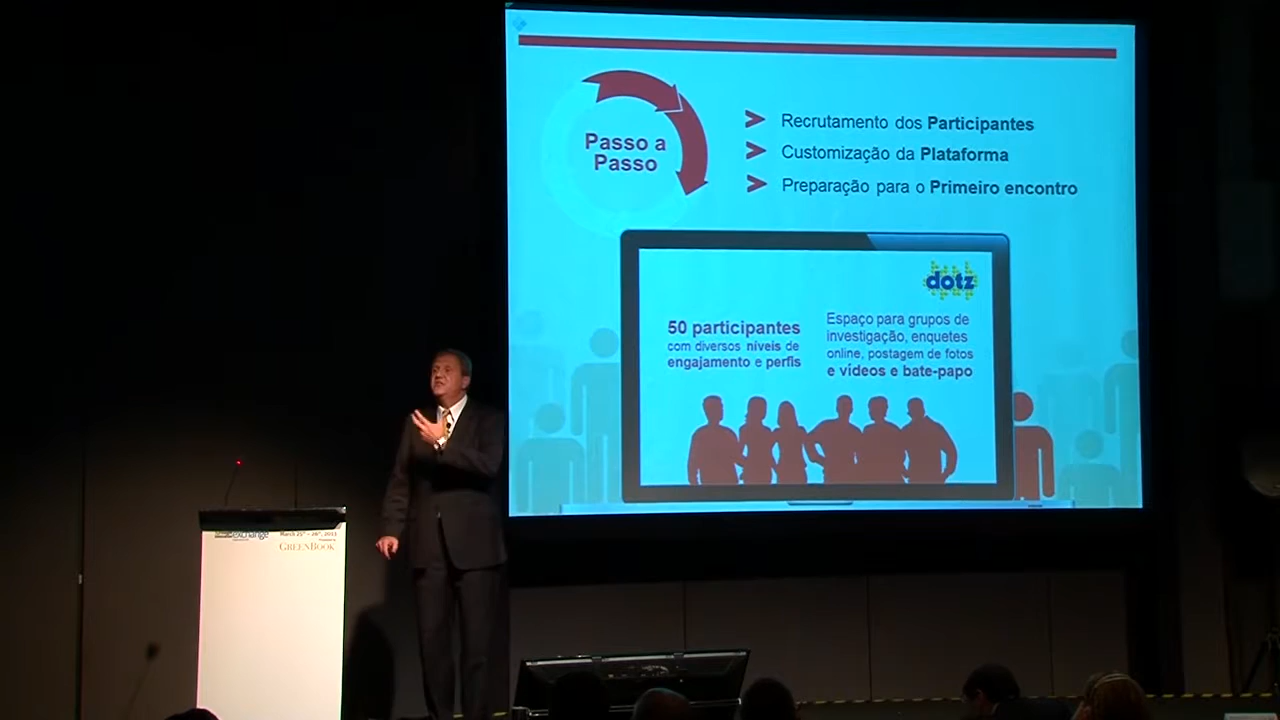 Passo a
Passo
Recrutamento dos Participantes
Customização da Plataforma
Preparação para o Primeiro encontro
dotz
50 participantes
com diversos níveis de
engajamento e perfis
Espaço para grupos de
investigação, enquetes
online, postagem de fotos
e vídeos e bate-papo
exchange
GREENBOOK